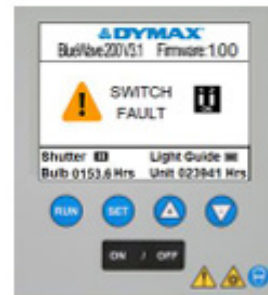 DYMAX
BlueWave 200 V3.1 Firmware: 1.00
SWITCH
FAULT
ON
Shutter Light Guide
Bulb 0153.6 Hrs Unit 023941 Hrs
RUN SET
ON / OFF